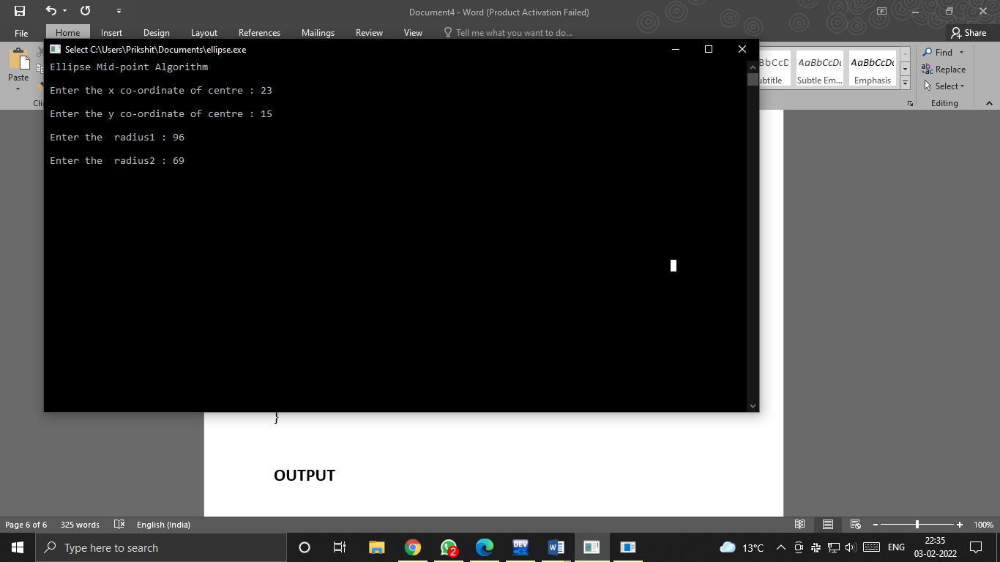 Document4 - Word (Product Activation Failed)
File Home Insert Design Layout References Mailings Review View Tell me what you want to do... Share
Select C:\Users\Prikshit\Documents\ellipse.exe
Ellipse Mid-point Algorithm
Enter the x co-ordinate of centre : 23
Enter the y co-ordinate of centre : 15
Enter the  radius1 : 96
Enter the  radius2 : 69
Paste
AaBbCcDc AaBbCcDc
Subtle Em... Emphasis
Find
Replace
Select
Editing
}
OUTPUT
Page 6 of 6 325 words English (India) 100%
Type here to search
DEV
2
13°C ENG 22:35
03-02-2022